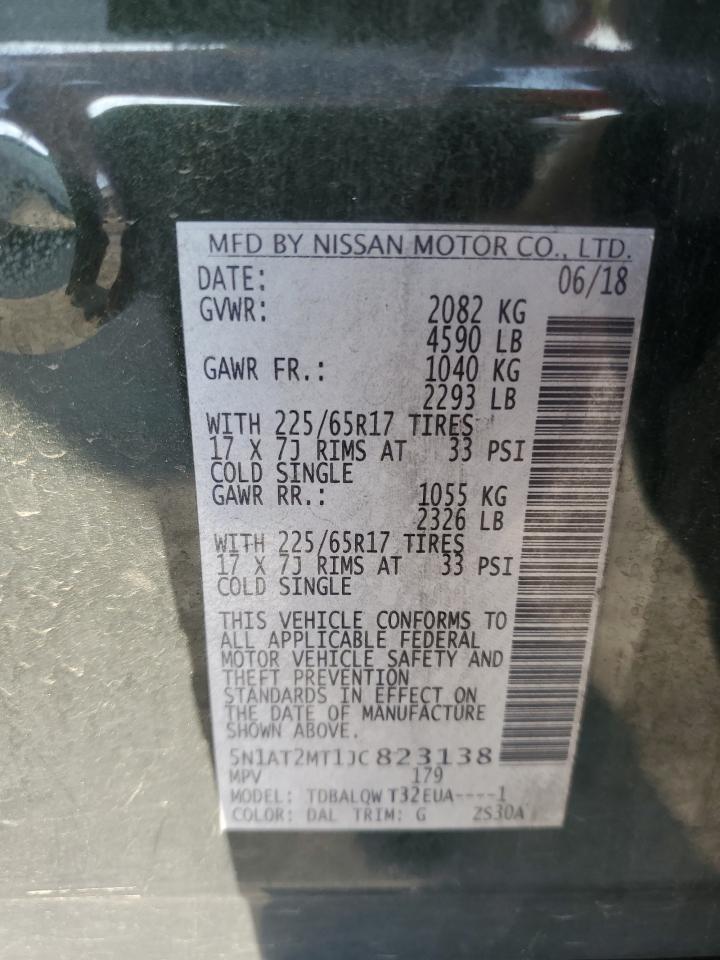 MFD BY NISSAN MOTOR CO., LTD.
DATE: 06/18
GVWR: 2082 KG
4590 LB
GAWR FR.: 1040 KG
2293 LB
WITH 225/65R17 TIRES
17 X 7J RIMS AT 33 PSI
COLD SINGLE
GAWR RR.: 1055 KG
2326 LB
WITH 225/65R17 TIRES
17 X 7J RIMS AT 33 PSI
COLD SINGLE
THIS VEHICLE CONFORMS TO
ALL APPLICABLE FEDERAL
MOTOR VEHICLE SAFETY AND
THEFT PREVENTION
STANDARDS IN EFFECT ON
THE DATE OF MANUFACTURE
SHOWN ABOVE.
5N1AT2MT1JC823138
MPV 179
MODEL: TDBALQW T32EUA----1
COLOR: DAL TRIM: G 2S30A